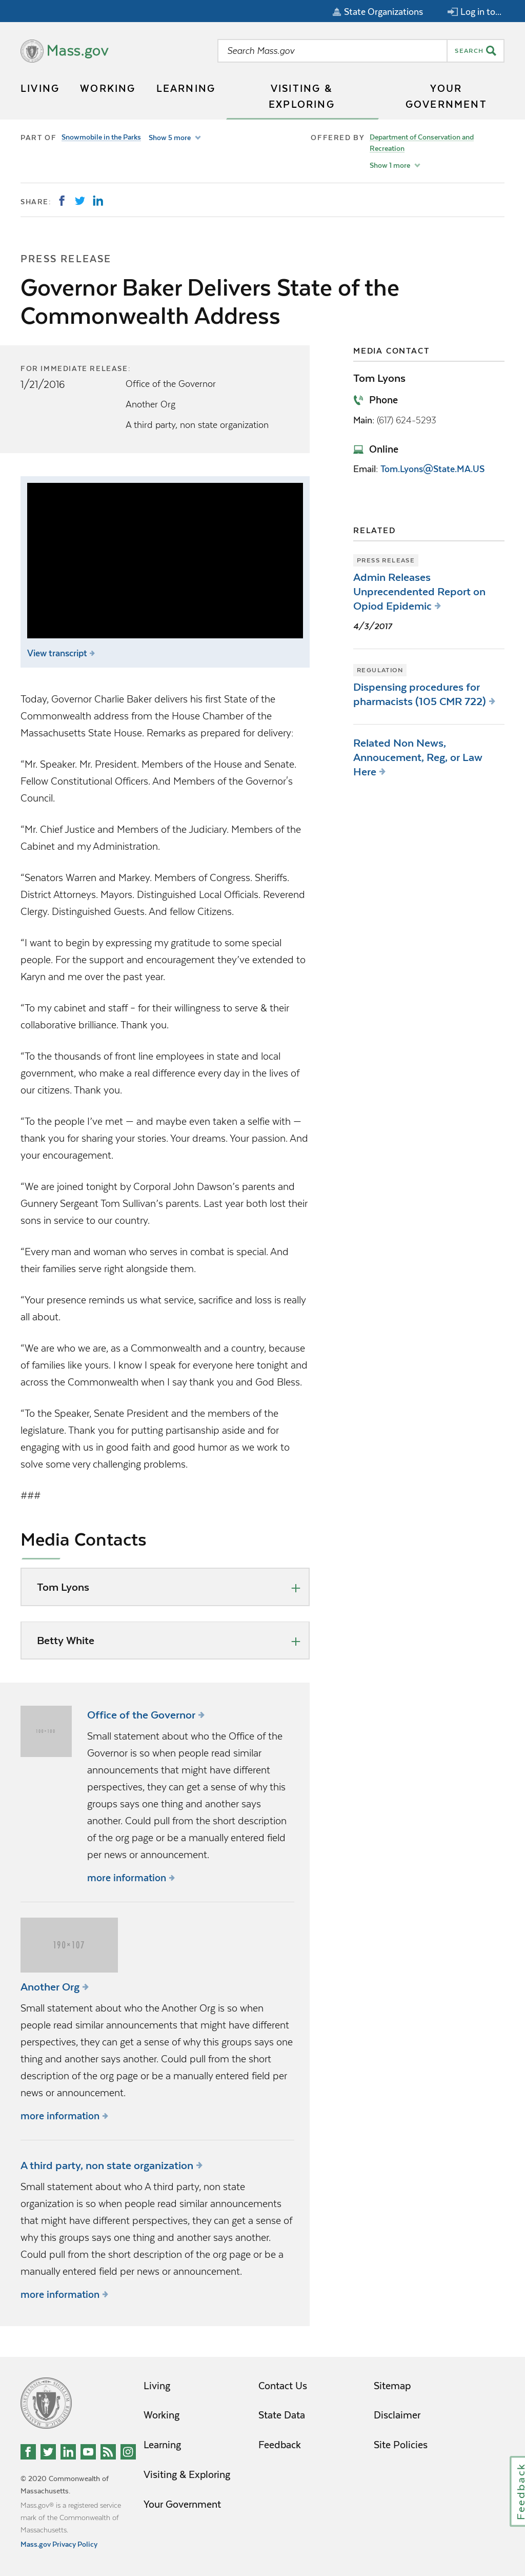 State Organizations
Log in to...
Mass.gov
Search Mass.gov
SEARCH
LIVING
WORKING
LEARNING
VISITING &
EXPLORING
YOUR
GOVERNMENT
PART OF Snowmobile in the Parks Show 5 more
OFFERED BY Department of Conservation and
Recreation
Show 1 more
SHARE:
PRESS RELEASE
Governor Baker Delivers State of the
Commonwealth Address
FOR IMMEDIATE RELEASE:
1/21/2016
Office of the Governor
Another Org
A third party, non state organization
View transcript
Today, Governor Charlie Baker delivers his first State of the
Commonwealth address from the House Chamber of the
Massachusetts State House. Remarks as prepared for delivery:
“Mr. Speaker. Mr. President. Members of the House and Senate.
Fellow Constitutional Officers. And Members of the Governor's
Council.
“Mr. Chief Justice and Members of the Judiciary. Members of the
Cabinet and my Administration.
“Senators Warren and Markey. Members of Congress. Sheriffs.
District Attorneys. Mayors. Distinguished Local Officials. Reverend
Clergy. Distinguished Guests. And fellow Citizens.
“I want to begin by expressing my gratitude to some special
people. For the support and encouragement they’ve extended to
Karyn and me over the past year.
“To my cabinet and staff – for their willingness to serve & their
collaborative brilliance. Thank you.
“To the thousands of front line employees in state and local
government, who make a real difference every day in the lives of
our citizens. Thank you.
“To the people I’ve met — and maybe even taken a selfie with —
thank you for sharing your stories. Your dreams. Your passion. And
your encouragement.
“We are joined tonight by Corporal John Dawson’s parents and
Gunnery Sergeant Tom Sullivan’s parents. Last year both lost their
sons in service to our country.
“Every man and woman who serves in combat is special. And
their families serve right alongside them.
“Your presence reminds us what service, sacrifice and loss is really
all about.
“We are who we are, as a Commonwealth and a country, because
of families like yours. I know I speak for everyone here tonight and
across the Commonwealth when I say thank you and God Bless.
“To the Speaker, Senate President and the members of the
legislature. Thank you for putting partisanship aside and for
engaging with us in good faith and good humor as we work to
solve some very challenging problems.
###
Media Contacts
Tom Lyons
Betty White
100×100
Office of the Governor
Small statement about who the Office of the
Governor is so when people read similar
announcements that might have different
perspectives, they can get a sense of why this
groups says one thing and another says
another. Could pull from the short description
of the org page or be a manually entered field
per news or announcement.
more information
190×107
Another Org
Small statement about who the Another Org is so when
people read similar announcements that might have different
perspectives, they can get a sense of why this groups says one
thing and another says another. Could pull from the short
description of the org page or be a manually entered field per
news or announcement.
more information
A third party, non state organization
Small statement about who A third party, non state
organization is so when people read similar announcements
that might have different perspectives, they can get a sense of
why this groups says one thing and another says another.
Could pull from the short description of the org page or be a
manually entered field per news or announcement.
more information
MEDIA CONTACT
Tom Lyons
Phone
Main: (617) 624-5293
Online
Email: Tom.Lyons@State.MA.US
RELATED
PRESS RELEASE
Admin Releases
Unprecendented Report on
Opiod Epidemic
4/3/2017
REGULATION
Dispensing procedures for
pharmacists (105 CMR 722)
Related Non News,
Annoucement, Reg, or Law
Here
Living
Working
Learning
Visiting & Exploring
Your Government
Contact Us
State Data
Feedback
Sitemap
Disclaimer
Site Policies
© 2020 Commonwealth of
Massachusetts.
Mass.gov® is a registered service
mark of the Commonwealth of
Massachusetts.
Mass.gov Privacy Policy
Feedback